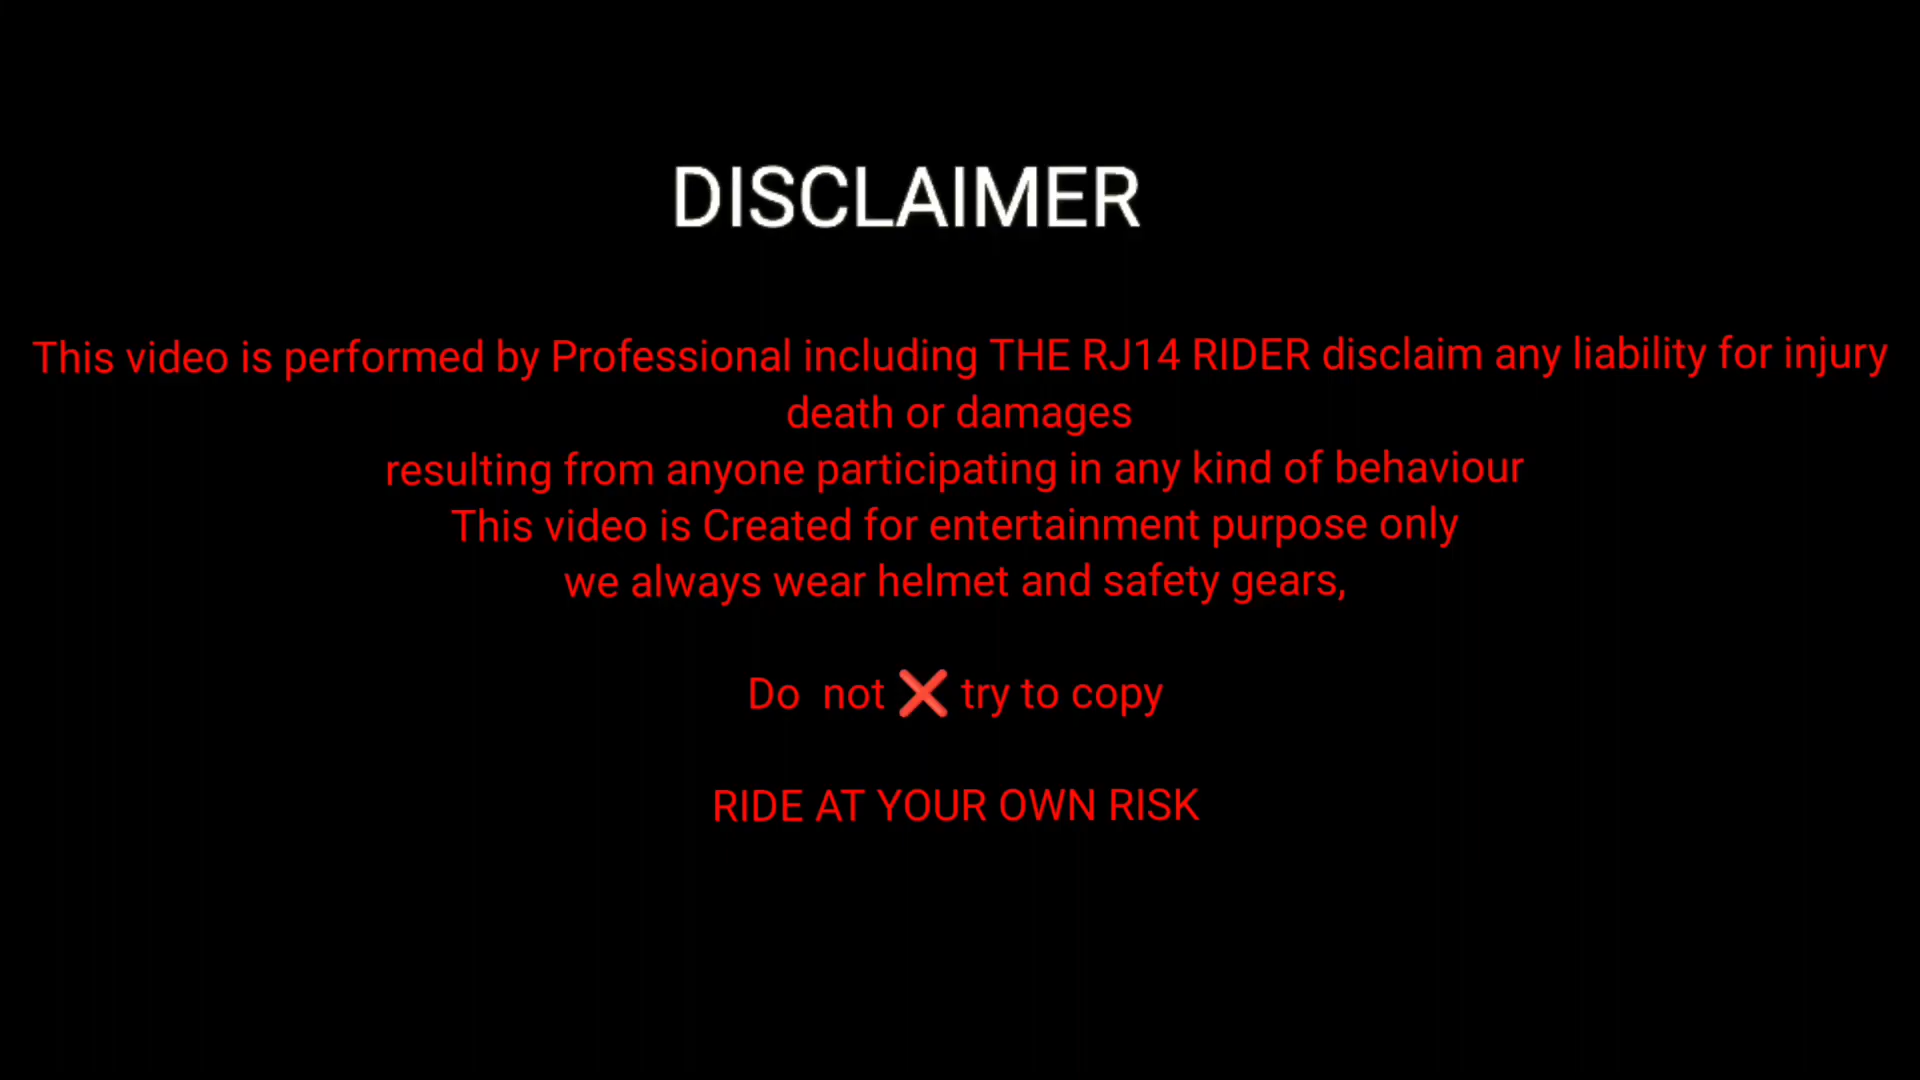 DISCLAIMER
This video is performed by Professional including THE RJ14 RIDER disclaim any liability for injury
death or damages
resulting from anyone participating in any kind of behaviour
This video is Created for entertainment purpose only
we always wear helmet and safety gears,
Do  not ❌ try to copy
RIDE AT YOUR OWN RISK